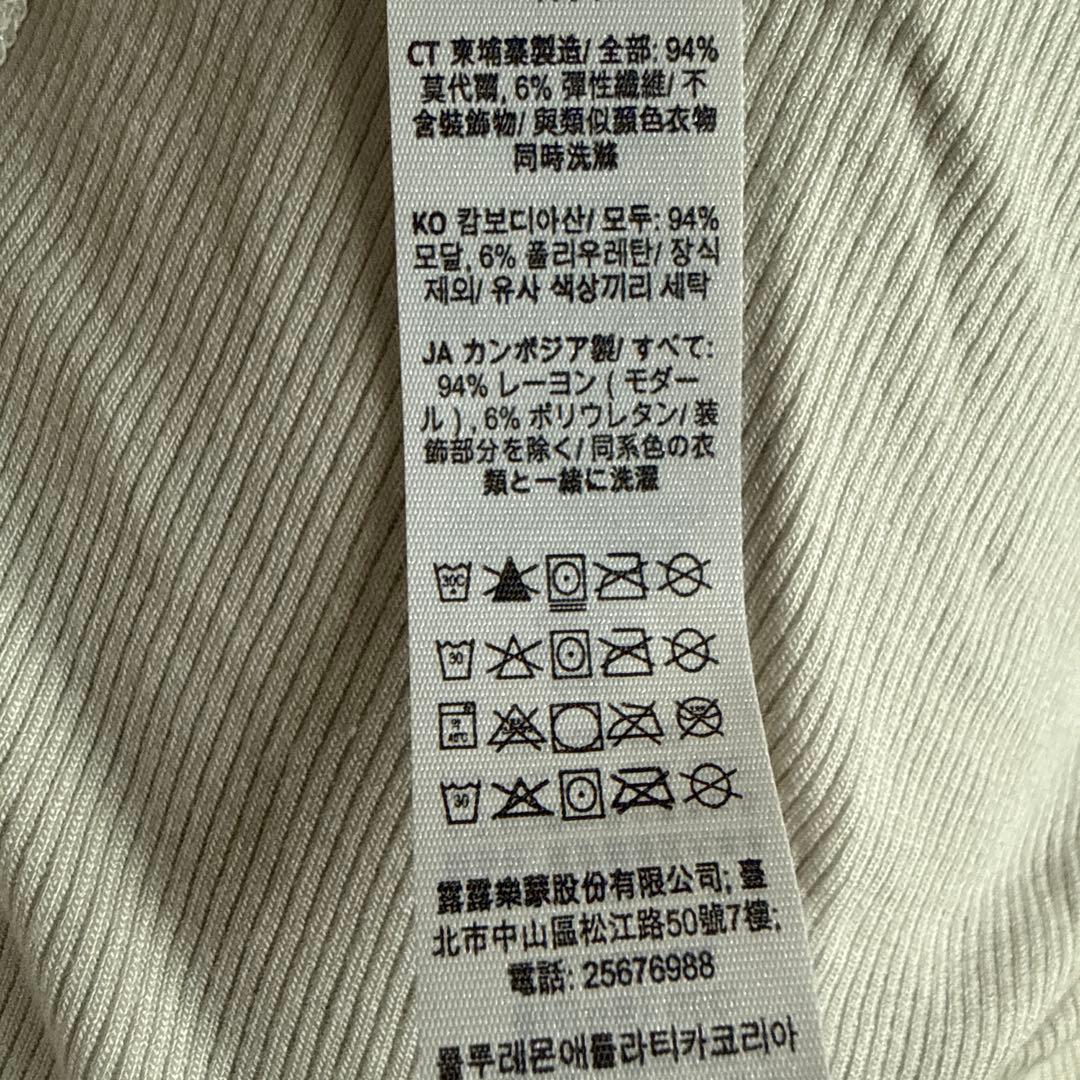 CT 柬埔寨製造/ 全部: 94%
莫代爾, 6% 彈性纖維/ 不
含裝飾物/ 與類似顏色衣物
同時洗滌
KO 캄보디아산/ 모두: 94%
모달, 6% 폴리우레탄/ 장식
제외/ 유사 색상끼리 세탁
JA カンボジア製/ すべて:
94% レーヨン ( モダー
ル ) , 6% ポリウレタン/ 装
飾部分を除く/ 同系色の衣
類と一緒に洗濯
30C
30
40℃
30
露露樂蒙股份有限公司; 臺
北市中山區松江路50號7樓;
電話: 25676988
룰루레몬애틀라티카코리아